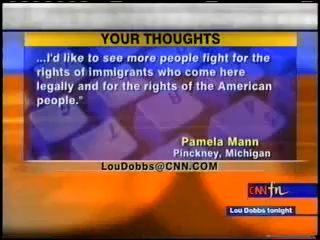 YOUR THOUGHTS
...I'd like to see more people fight for the
rights of immigrants who come here
legally and for the rights of the American
people."
Pamela Mann
Pinckney, Michigan
LouDobbs@CNN.COM
CNNfn
Lou Dobbs tonight